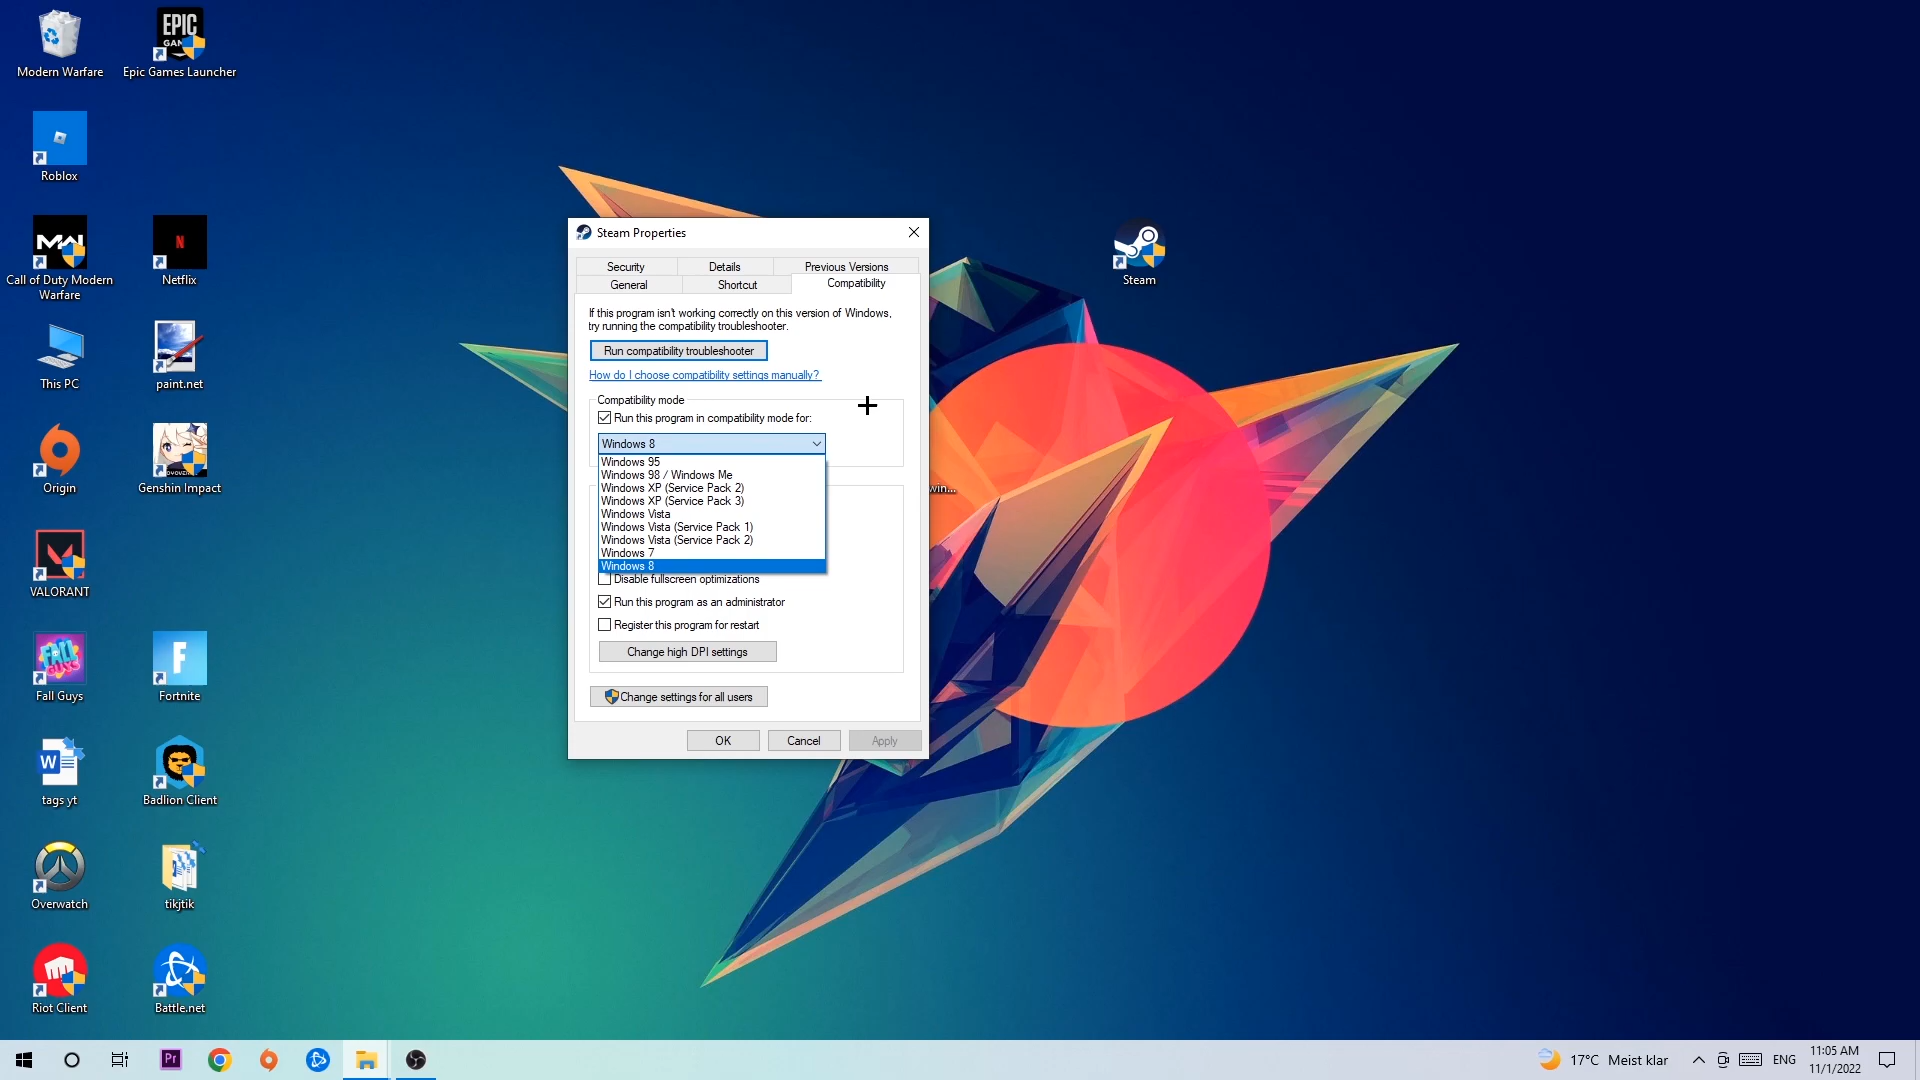 Modern Warfare
EPIC
GAMES
Epic Games Launcher
Roblox
MW
Call of Duty Modern
Warfare
N
Netflix
This PC
paint.net
Origin
Genshin Impact
VALORANT
Fall Guys
F
Fortnite
W
tags yt
Badlion Client
Overwatch
tikjtik
Riot Client
Battle.net
Steam
win...
Steam Properties
Security
Details
Previous Versions
General
Shortcut
Compatibility
If this program isn't working correctly on this version of Windows,
try running the compatibility troubleshooter.
Run compatibility troubleshooter
How do I choose compatibility settings manually?
Compatibility mode
Run this program in compatibility mode for:
Windows 8
Windows 95
Windows 98 / Windows Me
Windows XP (Service Pack 2)
Windows XP (Service Pack 3)
Windows Vista
Windows Vista (Service Pack 1)
Windows Vista (Service Pack 2)
Windows 7
Windows 8
Disable fullscreen optimizations
Run this program as an administrator
Register this program for restart
Change high DPI settings
Change settings for all users
OK
Cancel
Apply
Pr
17°C Meist klar
ENG
11:05 AM
11/1/2022